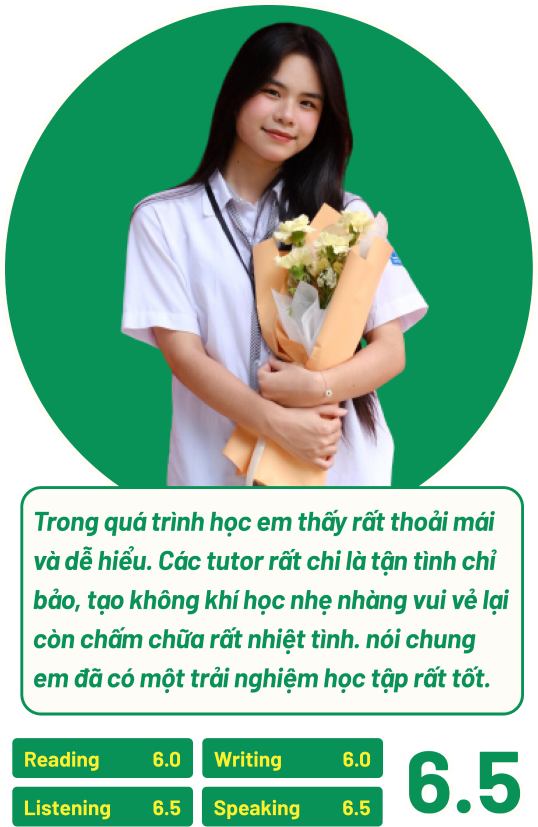 Trong quá trình học em thấy rất thoải mái
và dễ hiểu. Các tutor rất chi là tận tình chỉ
bảo, tạo không khí học nhẹ nhàng vui vẻ lại
còn chấm chữa rất nhiệt tình. nói chung
em đã có một trải nghiệm học tập rất tốt.
Reading 6.0
Writing 6.0
Listening 6.5
Speaking 6.5
6.5